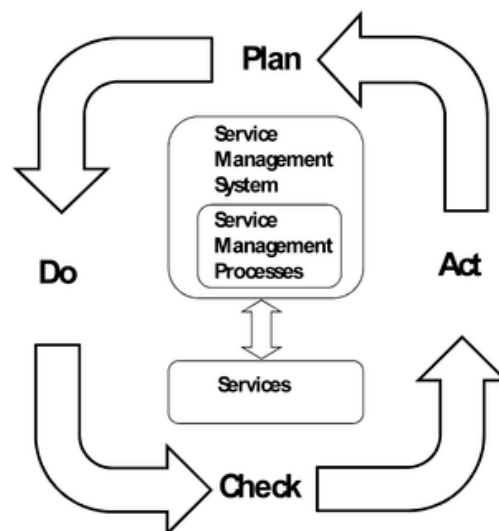 Plan
Service
Management
System
Service
Management
Processes
Do
Act
Services
Check